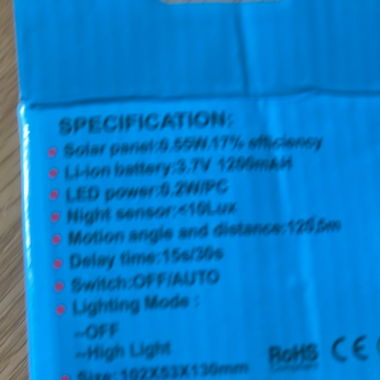 SPECIFICATION:
Solar panel:0.55W.17% efficiency
Li-ion battery:3.7V 1200mAH
LED power:0.2W/PC
Night sensor:<10Lux
Motion angle and distance:120,5m
Delay time:15s/30s
Switch:OFF/AUTO
Lighting Mode :
--OFF
--High Light
RoHS
CE
Size:102X53X130mm